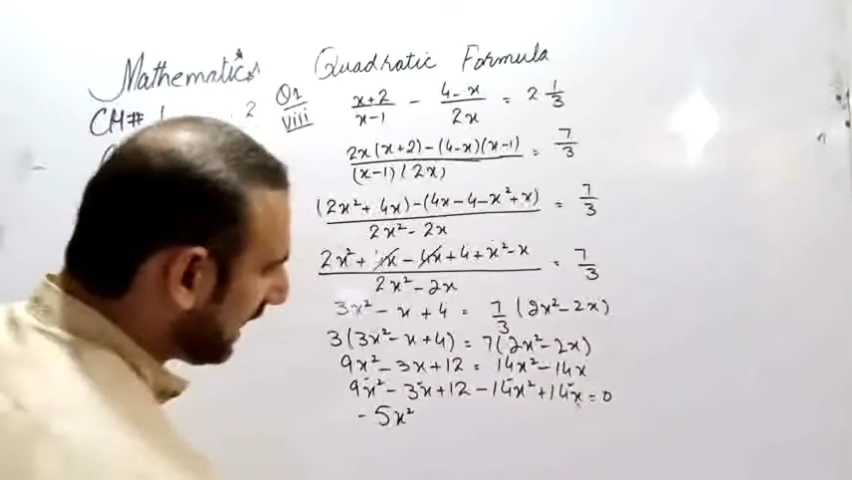 Mathematics
Quadratic Formula
CH# 1
2
Q2
viii
(x+2)/(x-1) - (4-x)/(2x) = 2 1/3
(2x(x+2)-(4-x)(x-1))/((x-1)(2x)) = 7/3
((2x²+4x)-(4x-4-x²+x))/(2x²-2x) = 7/3
(2x²+4x-4x+4+x²-x)/(2x²-2x) = 7/3
3x²-x+4 = 7/3 (2x²-2x)
3(3x²-x+4) = 7(2x²-2x)
9x²-3x+12 = 14x²-14x
9x²-3x+12-14x²+14x=0
-5x²